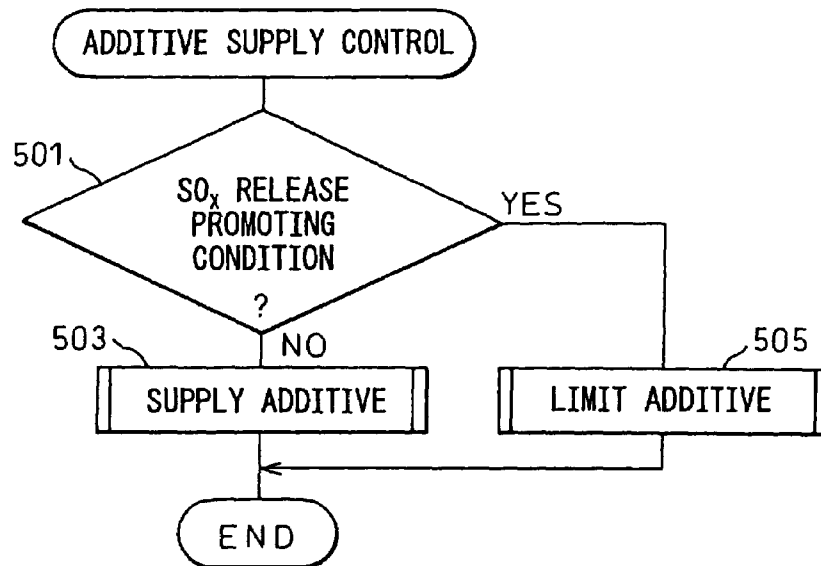 ADDITIVE SUPPLY CONTROL
501
SOₓ RELEASE
PROMOTING
CONDITION
?
YES
NO
503
SUPPLY ADDITIVE
505
LIMIT ADDITIVE
END